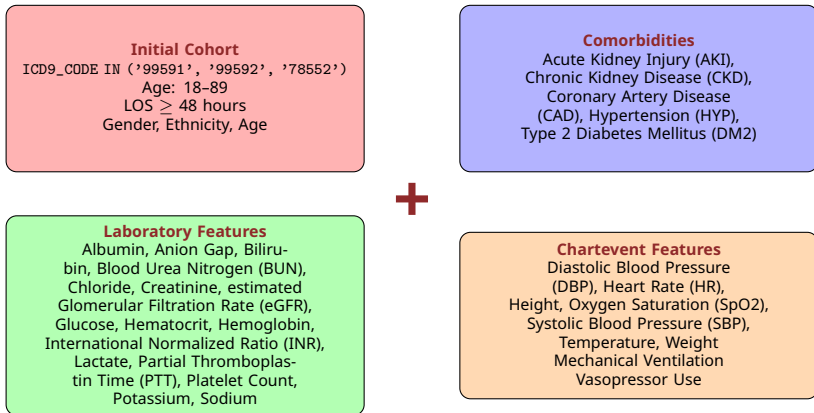 Initial Cohort
ICD9_CODE IN ('99591', '99592', '78552')
Age: 18–89
LOS ≥ 48 hours
Gender, Ethnicity, Age
Comorbidities
Acute Kidney Injury (AKI),
Chronic Kidney Disease (CKD),
Coronary Artery Disease
(CAD), Hypertension (HYP),
Type 2 Diabetes Mellitus (DM2)
+
Laboratory Features
Albumin, Anion Gap, Biliru-
bin, Blood Urea Nitrogen (BUN),
Chloride, Creatinine, estimated
Glomerular Filtration Rate (eGFR),
Glucose, Hematocrit, Hemoglobin,
International Normalized Ratio (INR),
Lactate, Partial Thromboplas-
tin Time (PTT), Platelet Count,
Potassium, Sodium
Chartevent Features
Diastolic Blood Pressure
(DBP), Heart Rate (HR),
Height, Oxygen Saturation (SpO2),
Systolic Blood Pressure (SBP),
Temperature, Weight
Mechanical Ventilation
Vasopressor Use